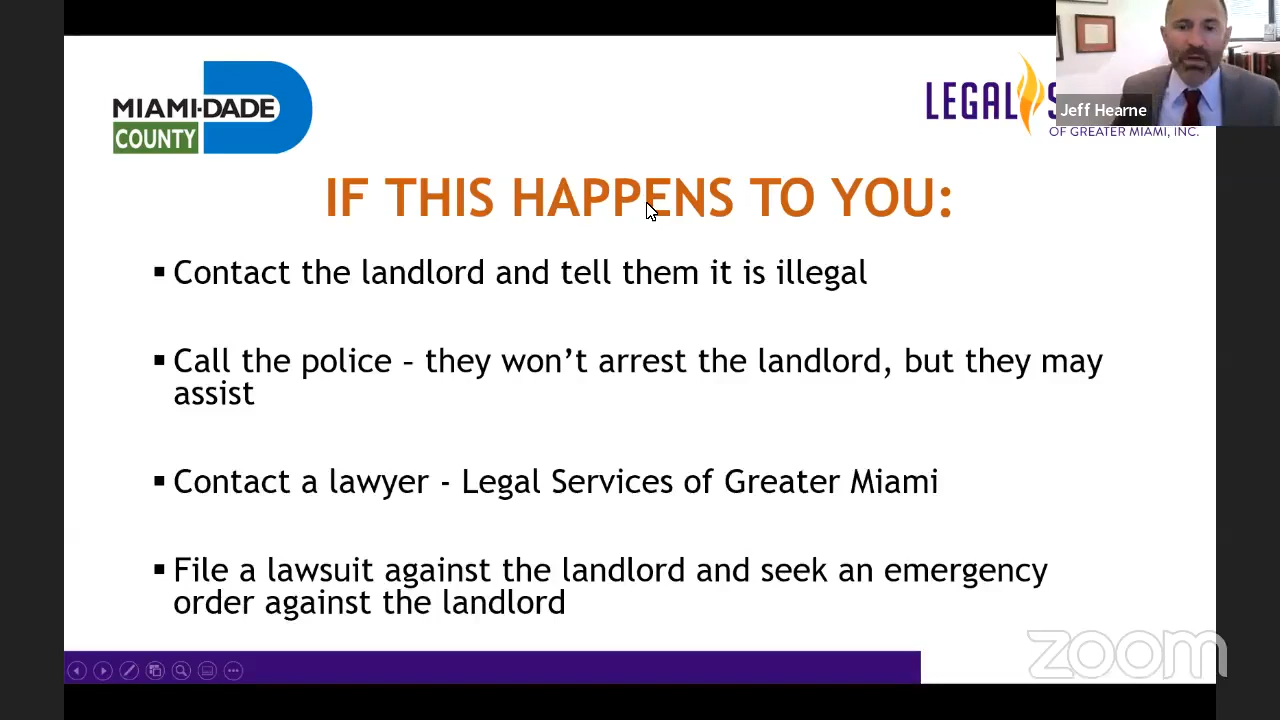 MIAMI-DADE
COUNTY
LEGAL S
OF GREATER MIAMI, INC.
Jeff Hearne
IF THIS HAPPENS TO YOU:
▪ Contact the landlord and tell them it is illegal
▪ Call the police – they won’t arrest the landlord, but they may
assist
▪ Contact a lawyer - Legal Services of Greater Miami
▪ File a lawsuit against the landlord and seek an emergency
order against the landlord
zoom